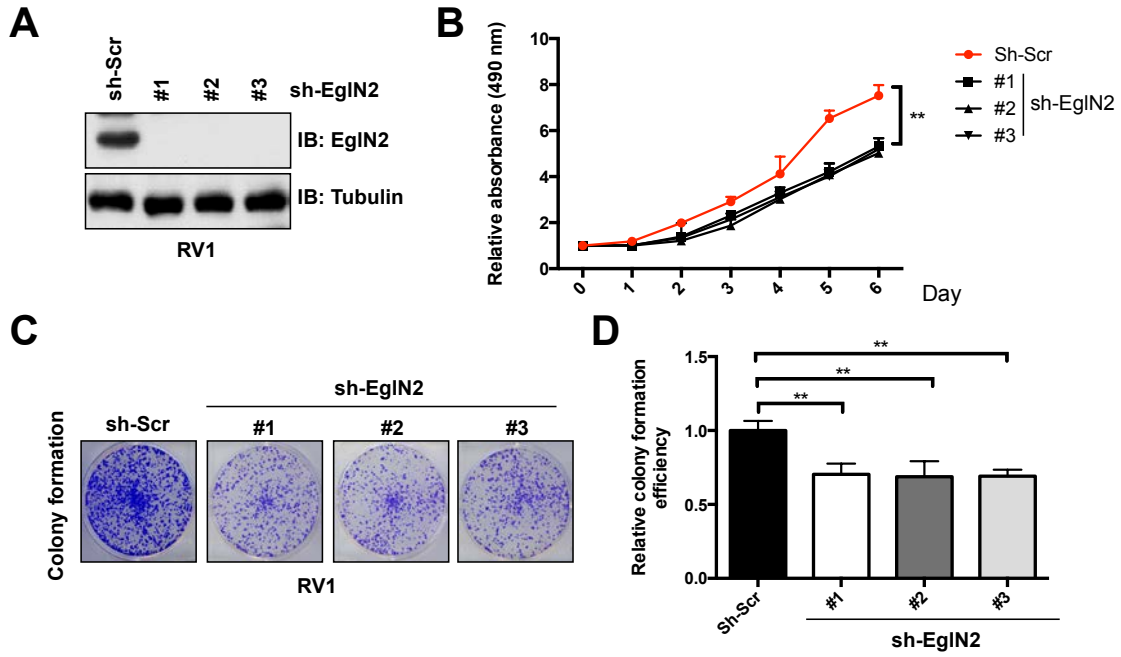 A
sh-Scr
#1
#2
#3
sh-EglN2
IB: EglN2
IB: Tubulin
RV1
B
Relative absorbance (490 nm)
10
8
6
4
2
0
0
1
2
3
4
5
6
Day
**
Sh-Scr
#1
#2
#3
sh-EglN2
C
Colony formation
sh-EglN2
sh-Scr
#1
#2
#3
RV1
D
Relative colony formation
efficiency
1.5
1.0
0.5
0.0
**
**
**
Sh-Scr
#1
#2
#3
sh-EglN2